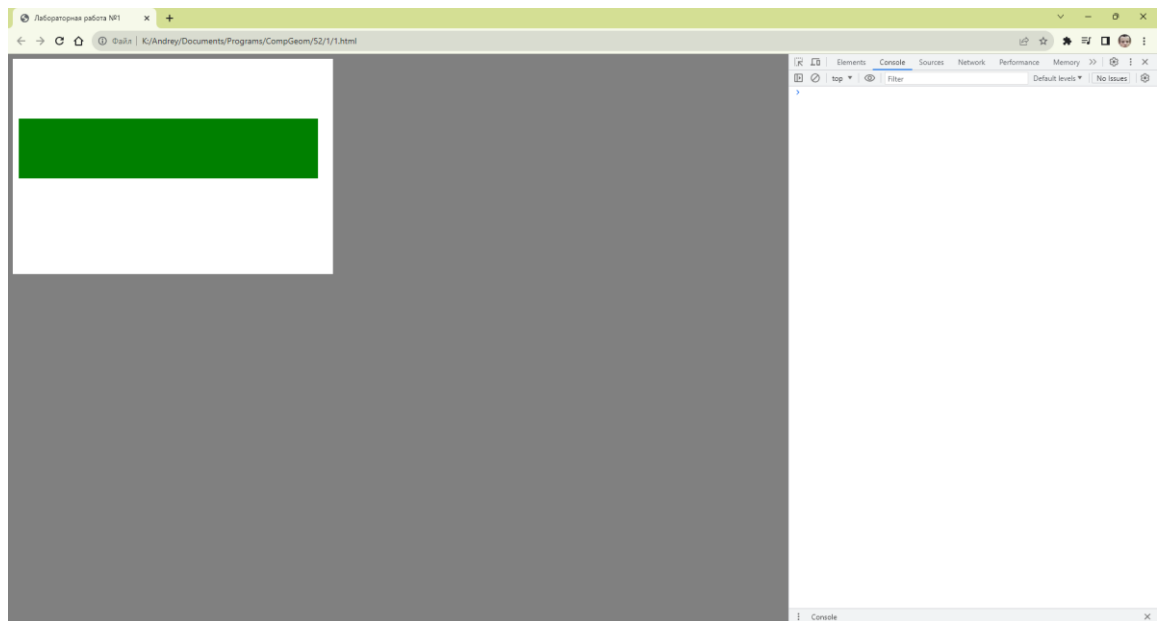 Лабораторная работа №1
Файл K:/Andrey/Documents/Programs/CompGeom/S2/1/1.html
Elements Console Sources Network Performance Memory
top Filter Default levels No Issues
Console